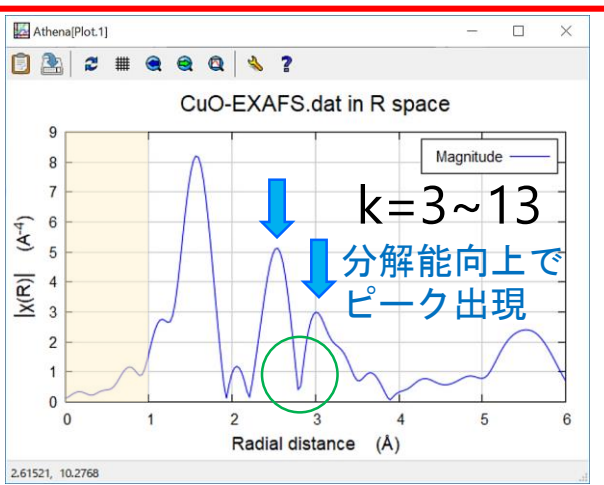 Athena[Plot.1]
CuO-EXAFS.dat in R space
Magnitude
k=3~13
分解能向上で
ピーク出現
|χ(R)| (A⁻⁴)
9
8
7
6
5
4
3
2
1
0
0 1 2 3 4 5 6
Radial distance (Å)
2.61521, 10.2768